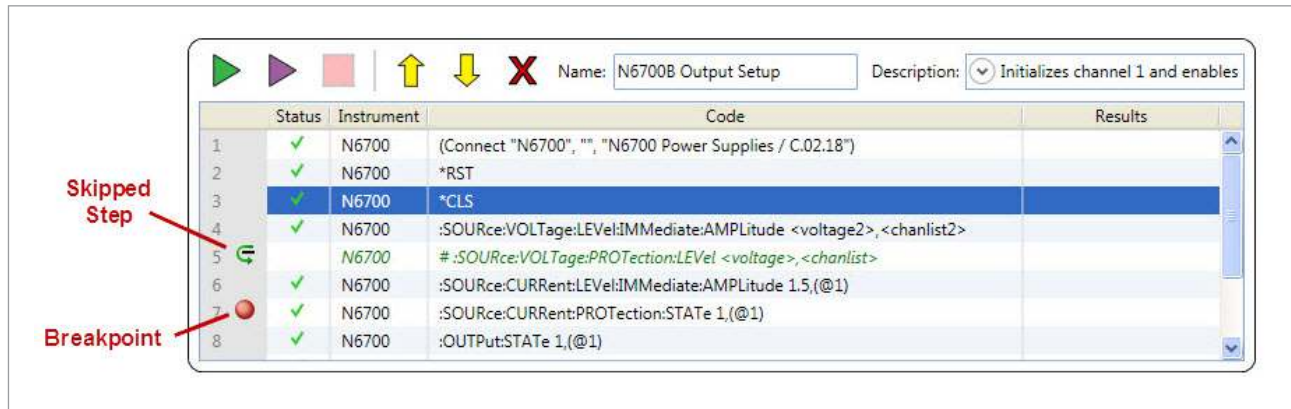 Name: N6700B Output Setup Description: Initializes channel 1 and enables
Status Instrument Code Results
1 N6700 (Connect "N6700", "", "N6700 Power Supplies / C.02.18")
2 N6700 *RST
3 N6700 *CLS
4 N6700 :SOURce:VOLTage:LEVel:IMMediate:AMPLitude <voltage2>,<chanlist2>
5 N6700 # :SOURce:VOLTage:PROTection:LEVel <voltage>,<chanlist>
6 N6700 :SOURce:CURRent:LEVel:IMMediate:AMPLitude 1.5,(@1)
7 N6700 :SOURce:CURRent:PROTection:STATe 1,(@1)
8 N6700 :OUTPut:STATe 1,(@1)
Skipped
Step
Breakpoint